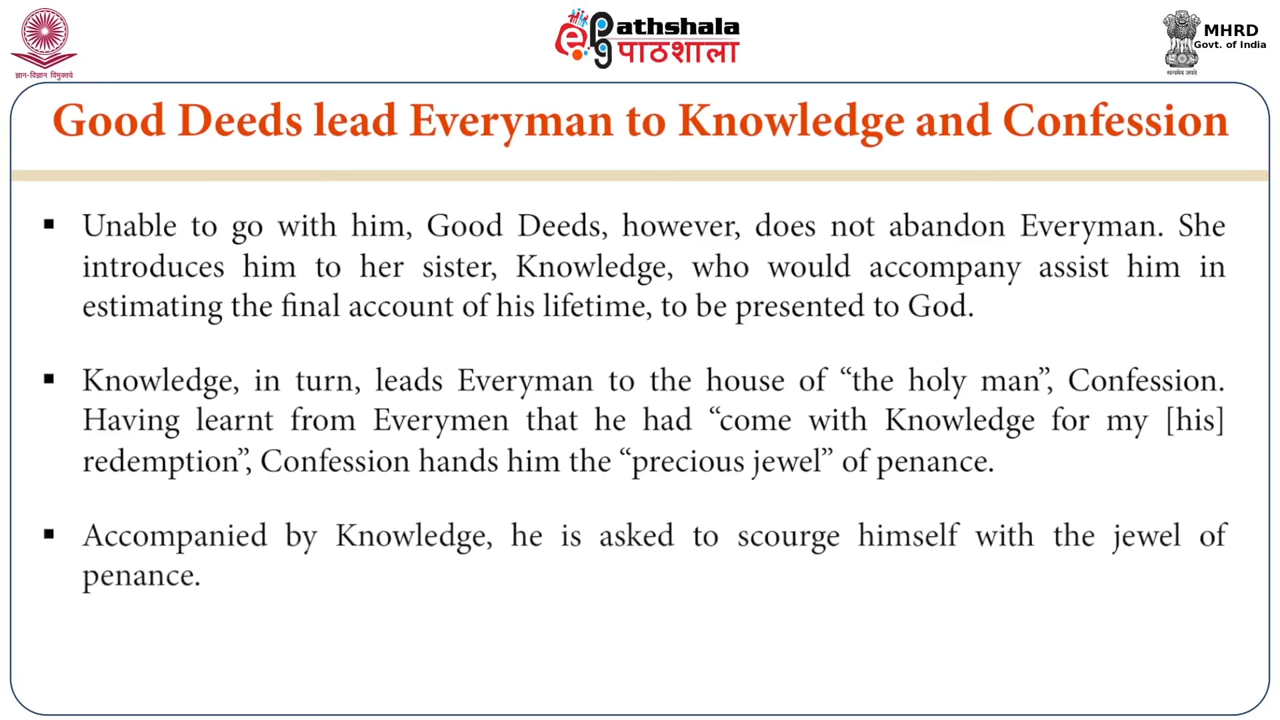 ज्ञान-विज्ञान विमुक्तये
ePG Pathshala
पाठशाला
MHRD
Govt. of India
सत्यमेव जयते
Good Deeds lead Everyman to Knowledge and Confession
▪ Unable to go with him, Good Deeds, however, does not abandon Everyman. She
introduces him to her sister, Knowledge, who would accompany assist him in
estimating the final account of his lifetime, to be presented to God.
▪ Knowledge, in turn, leads Everyman to the house of “the holy man”, Confession.
Having learnt from Everymen that he had “come with Knowledge for my [his]
redemption”, Confession hands him the “precious jewel” of penance.
▪ Accompanied by Knowledge, he is asked to scourge himself with the jewel of
penance.